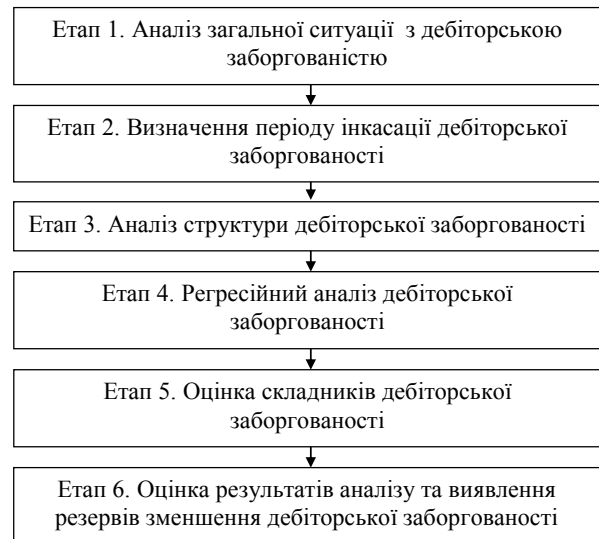 Етап 1. Аналіз загальної ситуації з дебіторською
заборгованістю
Етап 2. Визначення періоду інкасації дебіторської
заборгованості
Етап 3. Аналіз структури дебіторської заборгованості
Етап 4. Регресійний аналіз дебіторської
заборгованості
Етап 5. Оцінка складників дебіторської
заборгованості
Етап 6. Оцінка результатів аналізу та виявлення
резервів зменшення дебіторської заборгованості